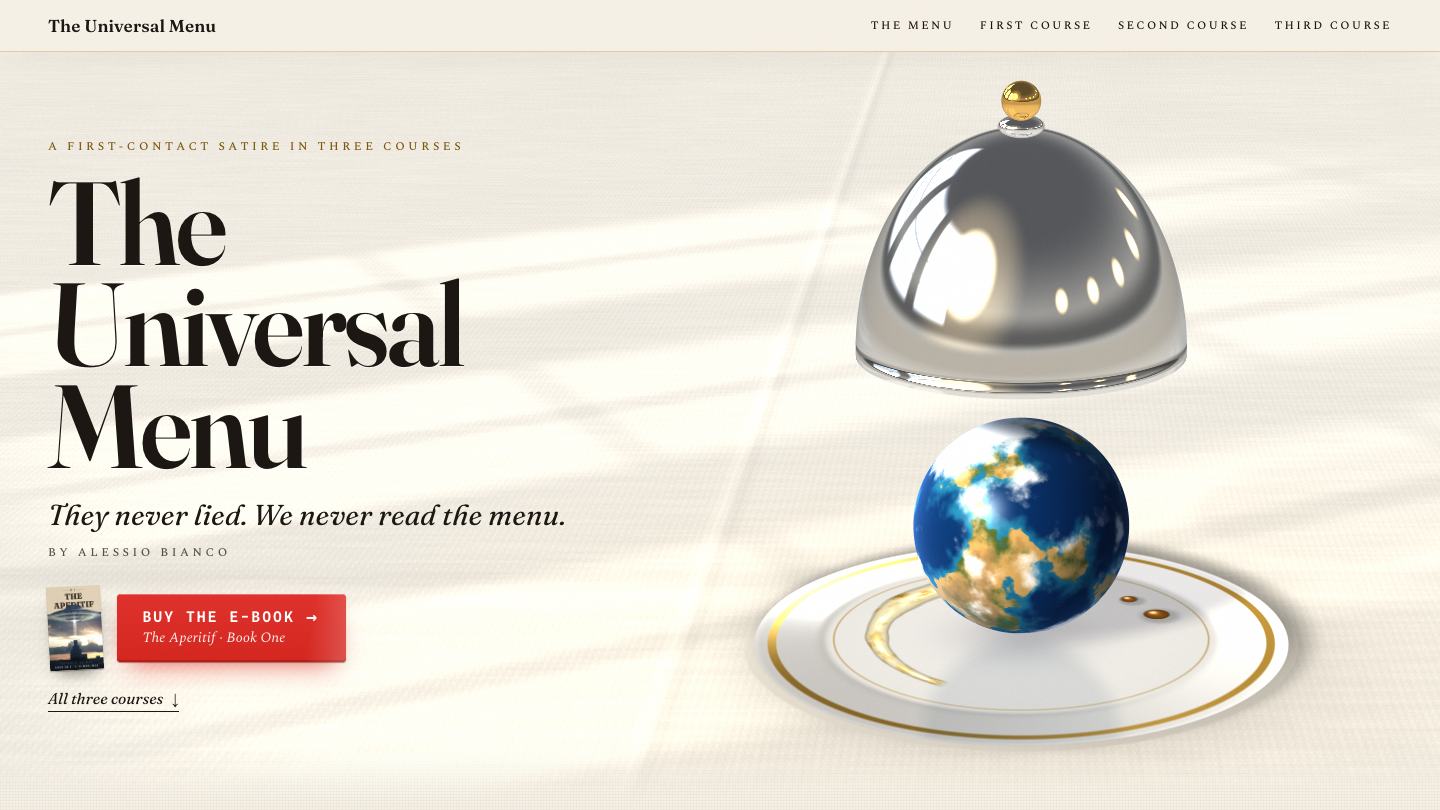 The Universal Menu
THE MENU FIRST COURSE SECOND COURSE THIRD COURSE
A FIRST-CONTACT SATIRE IN THREE COURSES
The
Universal
Menu
They never lied. We never read the menu.
BY ALESSIO BIANCO
THE
APERITIF
BUY THE E-BOOK →
The Aperitif · Book One
All three courses ↓